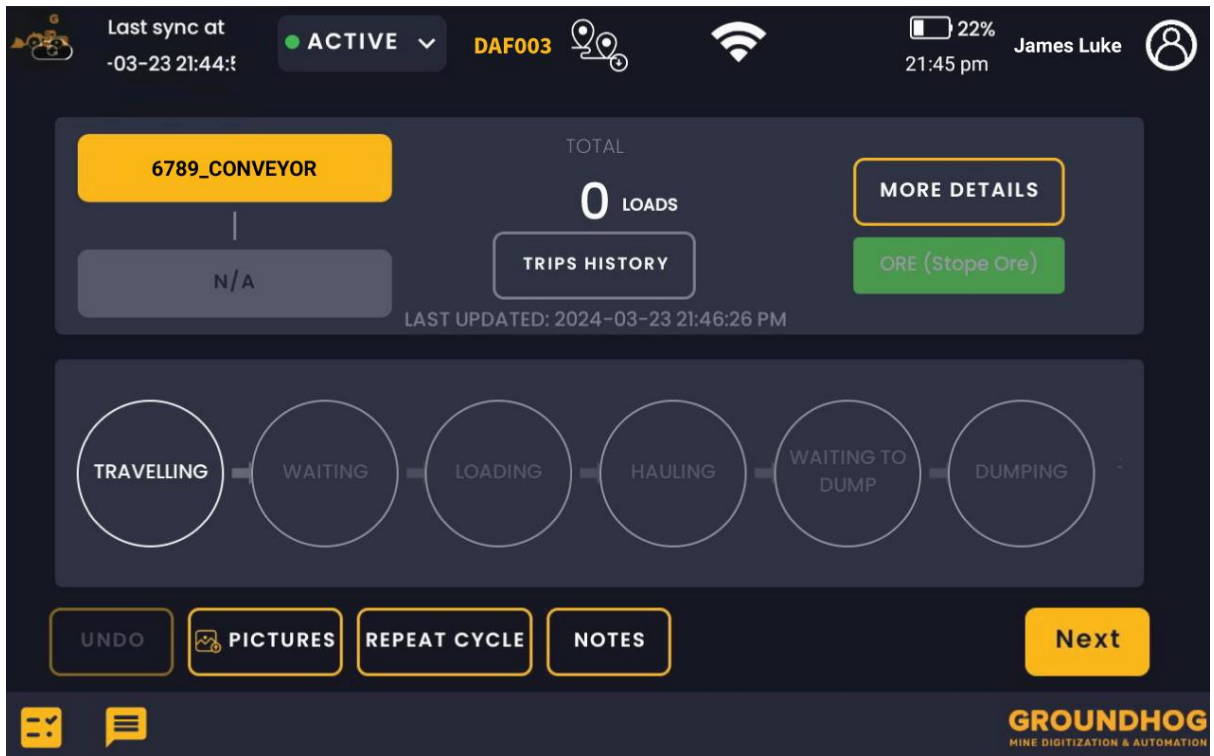 G
Last sync at
-03-23 21:44:
ACTIVE
DAF003
22%
21:45 pm
James Luke
6789_CONVEYOR
N/A
TOTAL
0 LOADS
TRIPS HISTORY
LAST UPDATED: 2024-03-23 21:46:26 PM
MORE DETAILS
ORE (Stope Ore)
TRAVELLING
WAITING
LOADING
HAULING
WAITING TO
DUMP
DUMPING
UNDO
PICTURES
REPEAT CYCLE
NOTES
Next
GROUNDHOG
MINE DIGITIZATION & AUTOMATION